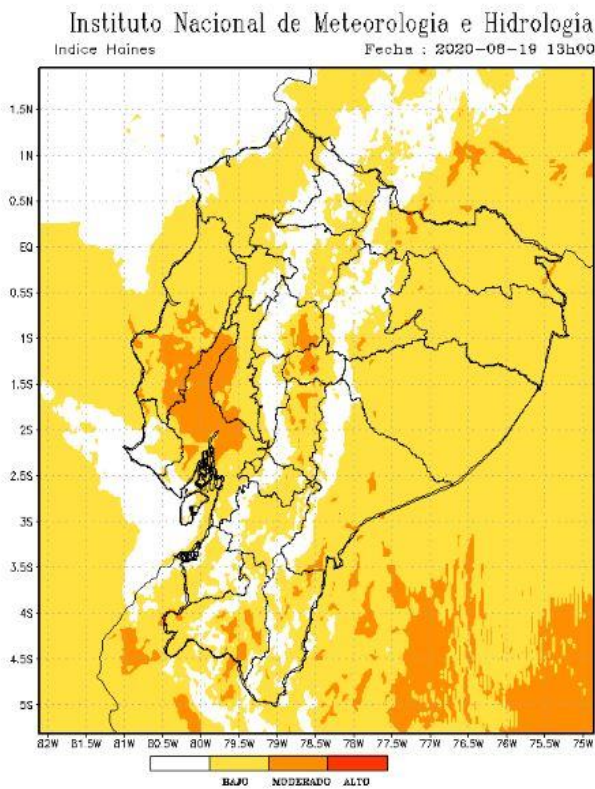 Instituto Nacional de Meteorologia e Hidrologia
Indice Haines Fecha : 2020-08-19 13h00
1.5N
1N
0.5N
EQ
0.5S
1S
1.5S
2S
2.5S
3S
3.5S
4S
4.5S
5S
82W 81.5W 81W 80.5W 80W 79.5W 79W 78.5W 78W 77.5W 77W 76.5W 76W 75.5W 75W
BAJO MODERADO ALTO